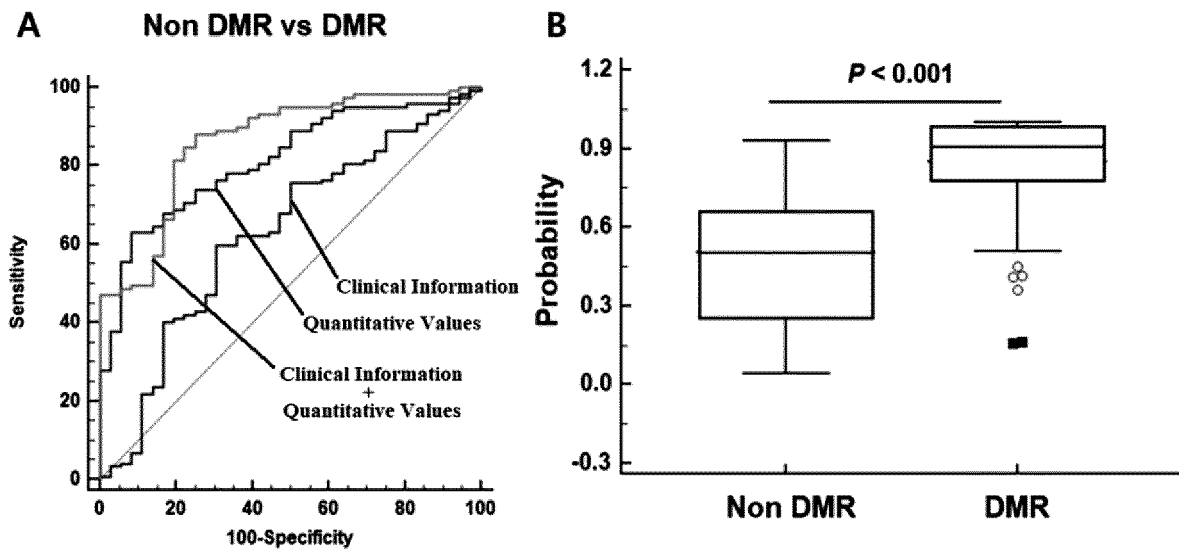 A
Non DMR vs DMR
100
80
60
40
20
0
Sensitivity
0 20 40 60 80 100
100-Specificity
Clinical Information
Quantitative Values
Clinical Information
+
Quantitative Values
B
P < 0.001
1.2
0.9
0.6
0.3
0.0
-0.3
Probability
Non DMR DMR